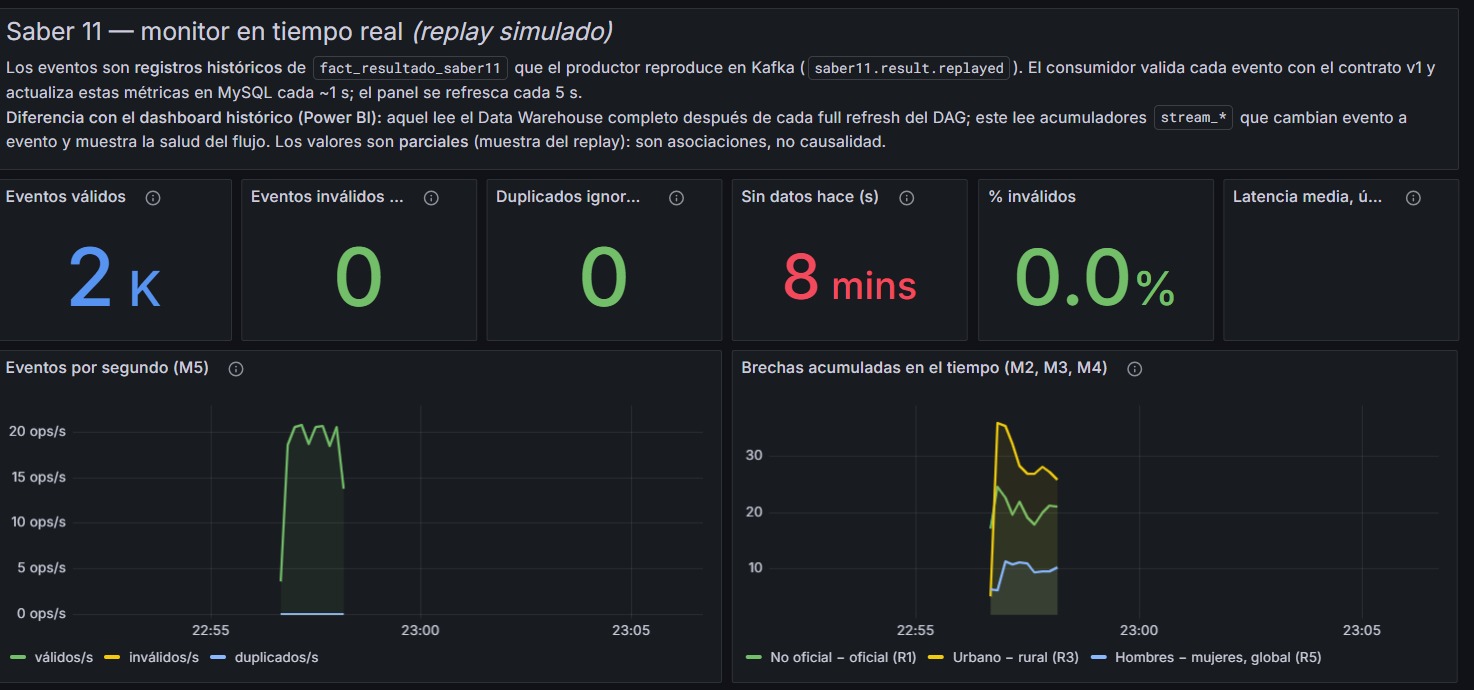 Saber 11 — monitor en tiempo real (replay simulado)
Los eventos son registros históricos de fact_resultado_saber11 que el productor reproduce en Kafka ( saber11.result.replayed ). El consumidor valida cada evento con el contrato v1 y
actualiza estas métricas en MySQL cada ~1 s; el panel se refresca cada 5 s.
Diferencia con el dashboard histórico (Power BI): aquel lee el Data Warehouse completo después de cada full refresh del DAG; este lee acumuladores stream_* que cambian evento a
evento y muestra la salud del flujo. Los valores son parciales (muestra del replay): son asociaciones, no causalidad.
Eventos válidos
2 K
Eventos inválidos ...
0
Duplicados ignor...
0
Sin datos hace (s)
8 mins
% inválidos
0.0%
Latencia media, ú...
Eventos por segundo (M5)
20 ops/s
15 ops/s
10 ops/s
5 ops/s
0 ops/s
22:55 23:00 23:05
válidos/s inválidos/s duplicados/s
Brechas acumuladas en el tiempo (M2, M3, M4)
30
20
10
22:55 23:00 23:05
No oficial – oficial (R1) Urbano – rural (R3) Hombres – mujeres, global (R5)